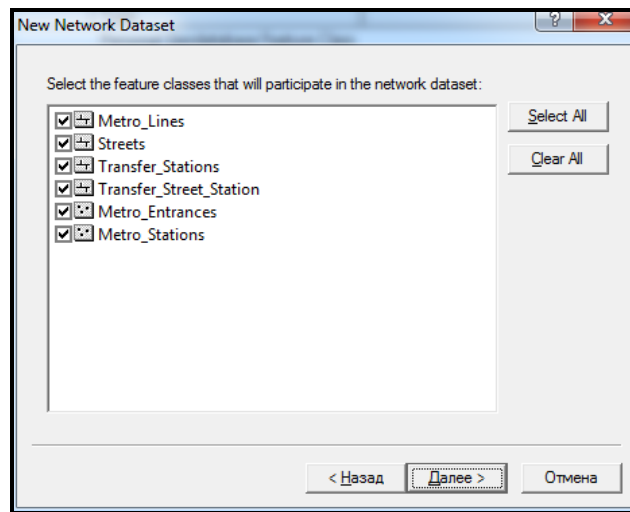 New Network Dataset
Select the feature classes that will participate in the network dataset:
Metro_Lines
Streets
Transfer_Stations
Transfer_Street_Station
Metro_Entrances
Metro_Stations
Select All
Clear All
< Назад
Далее >
Отмена